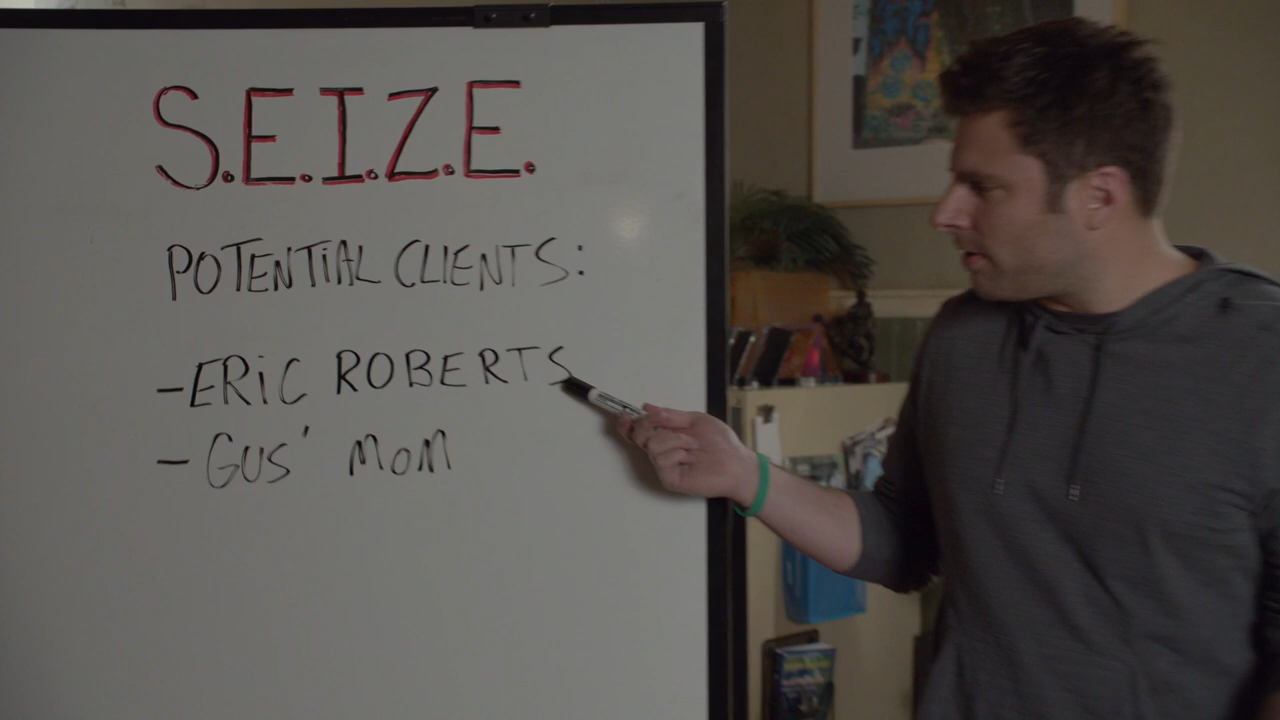 S.E.I.Z.E.
POTENTIAL CLIENTS:
-ERIC ROBERTS
- GUS' MOM